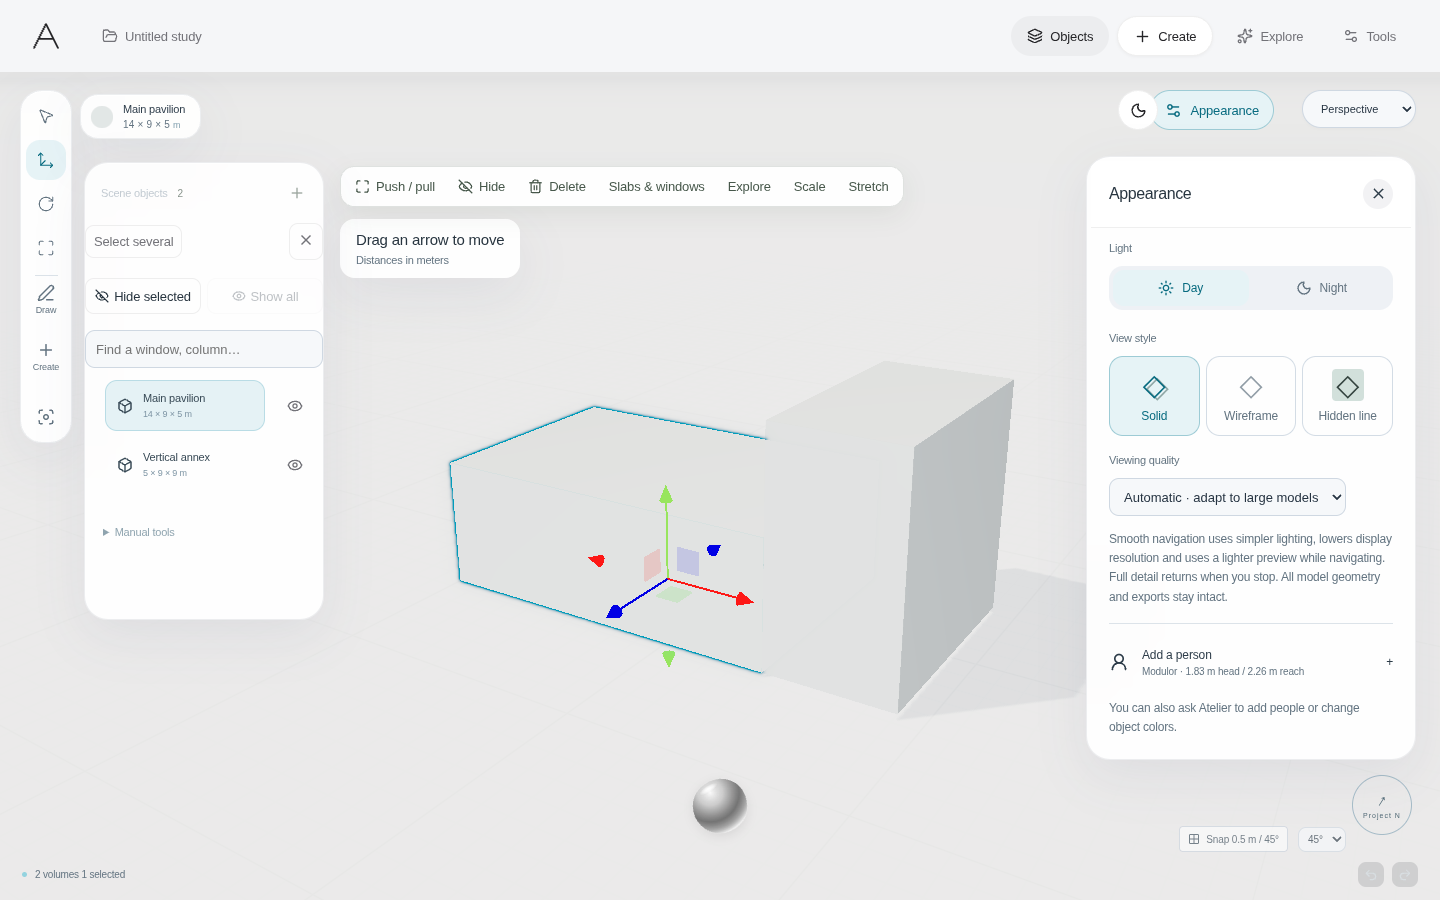 Untitled study
Objects
Create
Explore
Tools
Main pavilion
14 × 9 × 5 m
Appearance
Perspective
Draw
Create
Scene objects 2
Select several
Hide selected
Show all
Find a window, column…
Main pavilion
14 × 9 × 5 m
Vertical annex
5 × 9 × 9 m
Manual tools
Push / pull
Hide
Delete
Slabs & windows
Explore
Scale
Stretch
Drag an arrow to move
Distances in meters
Appearance
Light
Day
Night
View style
Solid
Wireframe
Hidden line
Viewing quality
Automatic · adapt to large models
Smooth navigation uses simpler lighting, lowers display
resolution and uses a lighter preview while navigating.
Full detail returns when you stop. All model geometry
and exports stay intact.
Add a person
Modulor · 1.83 m head / 2.26 m reach
+
You can also ask Atelier to add people or change
object colors.
Project N
Snap 0.5 m / 45°
45°
2 volumes 1 selected